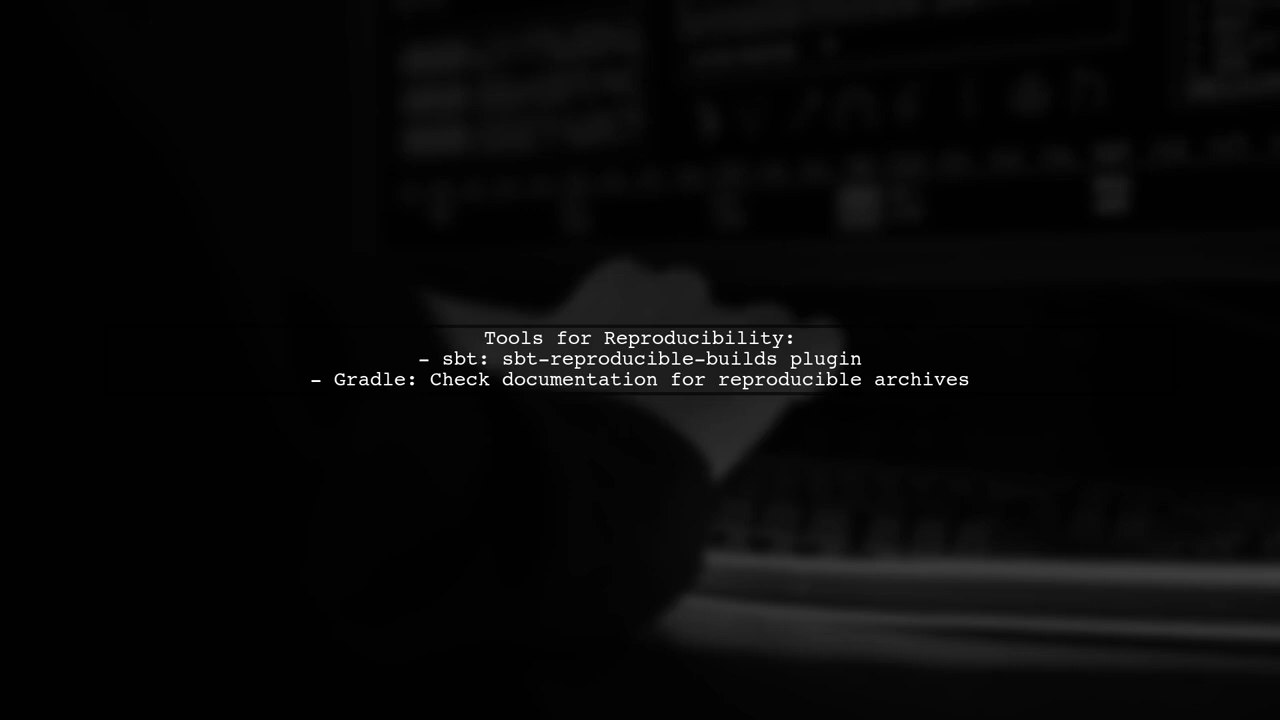 Tools for Reproducibility:
- sbt: sbt-reproducible-builds plugin
- Gradle: Check documentation for reproducible archives